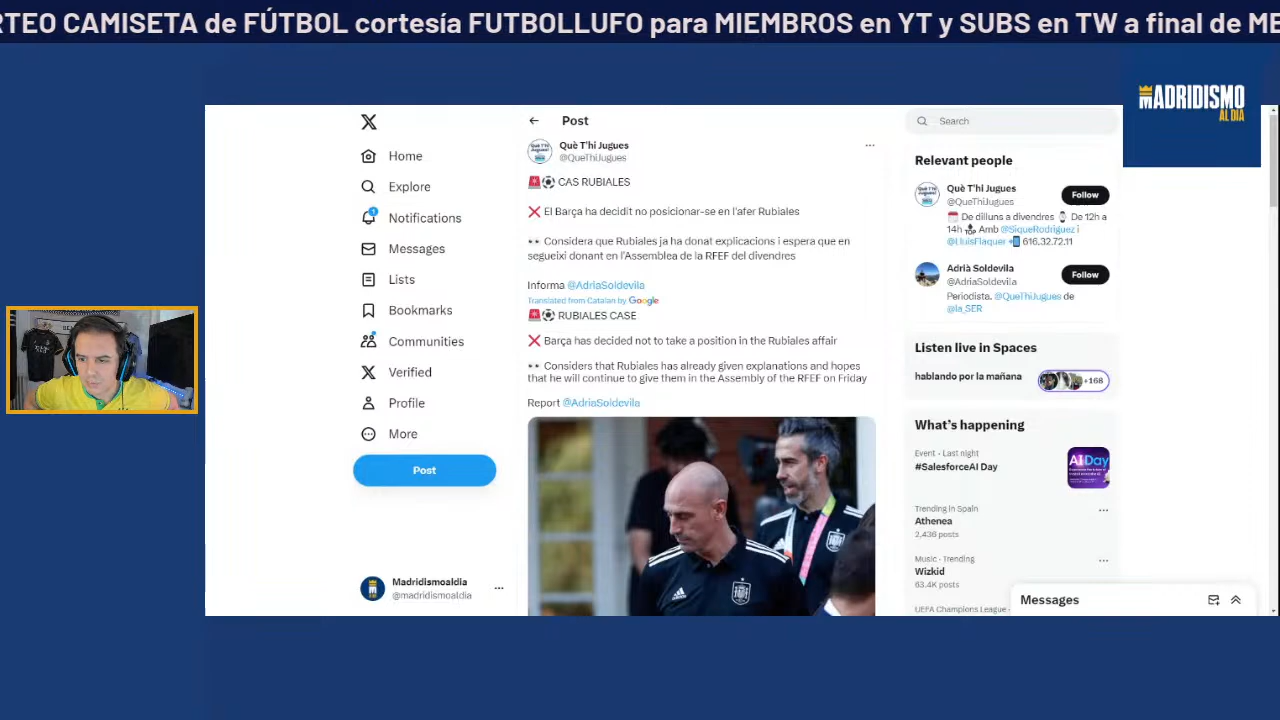 RTEO CAMISETA de FÚTBOL cortesía FUTBOLLUFO para MIEMBROS en YT y SUBS en TW a final de ME
MADRIDISMO
AL DIA
Home
Explore
Notifications
Messages
Lists
Bookmarks
Communities
Verified
Profile
More
Post
Madridismoaldia
@madridismoaldia
Post
Què T'hi Jugues
@QueThiJugues
CAS RUBIALES
El Barça ha decidit no posicionar-se en l'afer Rubiales
Considera que Rubiales ja ha donat explicacions i espera que en
segueixi donant en l'Assemblea de la RFEF del divendres
Informa @AdriaSoldevila
Translated from Catalan by Google
RUBIALES CASE
Barça has decided not to take a position in the Rubiales affair
Considers that Rubiales has already given explanations and hopes
that he will continue to give them in the Assembly of the RFEF on Friday
Report @AdriaSoldevila
Search
Relevant people
Què T'hi Jugues
@QueThiJugues
Follow
De dilluns a divendres De 12h a
14h Amb @SiqueRodriguez i
@LluisFlaquer 616.32.72.11
Adrià Soldevila
@AdriaSoldevila
Follow
Periodista. @QueThiJugues de
@la_SER
Listen live in Spaces
hablando por la mañana
+168
What's happening
Event · Last night
#SalesforceAI Day
AI Day
Trending in Spain
Athenea
2,436 posts
Music · Trending
Wizkid
63.4K posts
UEFA Champions League ·
Messages